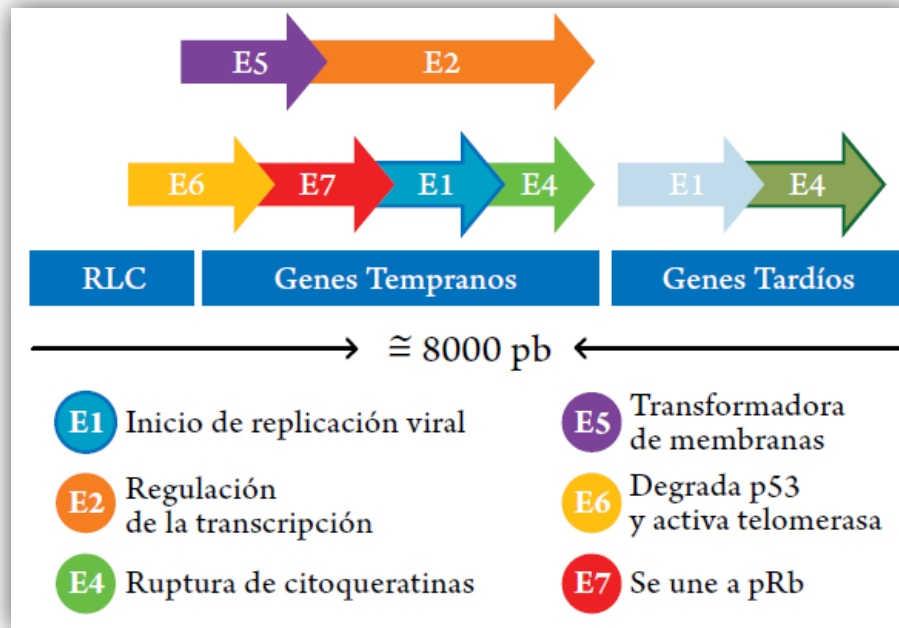 E5 E2
E6 E7 E1 E4 E1 E4
RLC Genes Tempranos Genes Tardíos
≅ 8000 pb
E1 Inicio de replicación viral
E2 Regulación
de la transcripción
E4 Ruptura de citoqueratinas
E5 Transformadora
de membranas
E6 Degrada p53
y activa telomerasa
E7 Se une a pRb